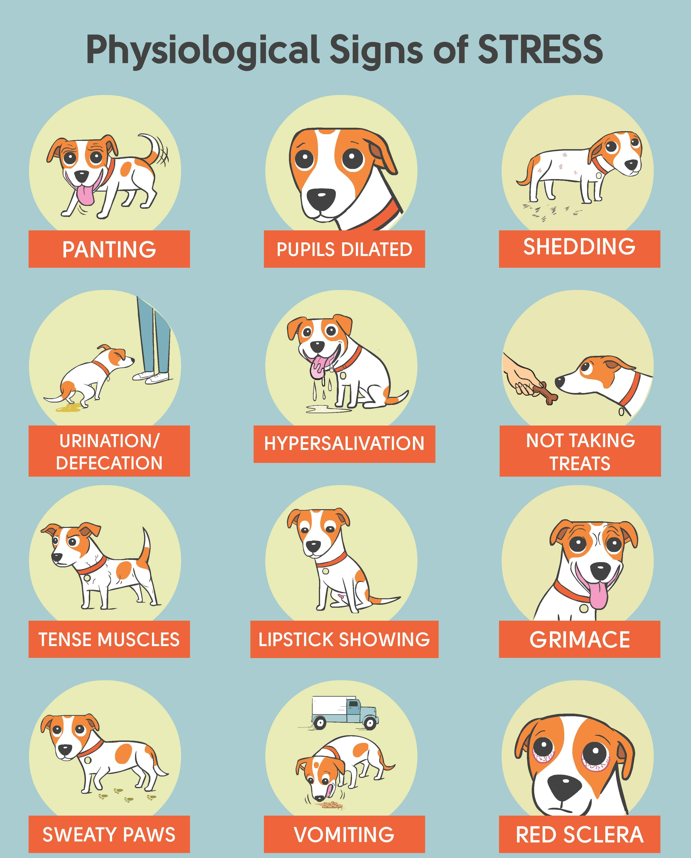 Physiological Signs of STRESS
PANTING
PUPILS DILATED
SHEDDING
URINATION/
DEFECATION
HYPERSALIVATION
NOT TAKING
TREATS
TENSE MUSCLES
LIPSTICK SHOWING
GRIMACE
SWEATY PAWS
VOMITING
RED SCLERA